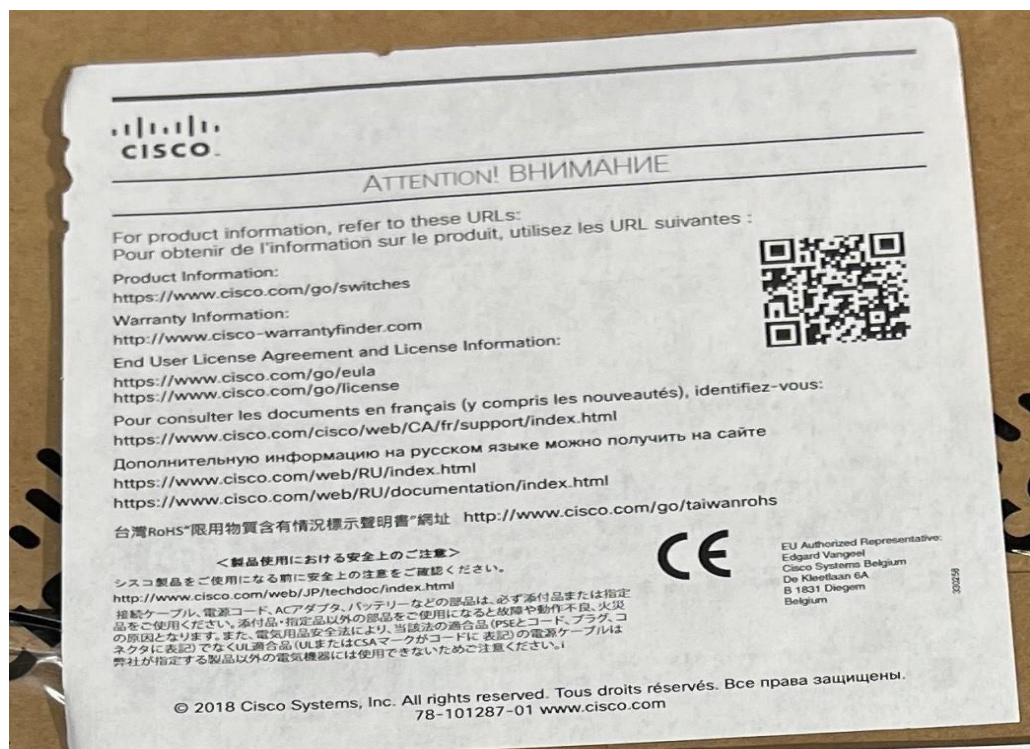 CISCO
ATTENTION! ВНИМАНИЕ
For product information, refer to these URLs:
Pour obtenir de l'information sur le produit, utilisez les URL suivantes :
Product Information:
https://www.cisco.com/go/switches
Warranty Information:
http://www.cisco-warrantyfinder.com
End User License Agreement and License Information:
https://www.cisco.com/go/eula
https://www.cisco.com/go/license
Pour consulter les documents en français (y compris les nouveautés), identifiez-vous:
https://www.cisco.com/cisco/web/CA/fr/support/index.html
Дополнительную информацию на русском языке можно получить на сайте
https://www.cisco.com/web/RU/index.html
https://www.cisco.com/web/RU/documentation/index.html
台灣RoHS"限用物質含有情況標示聲明書"網址 http://www.cisco.com/go/taiwanrohs
＜製品使用における安全上のご注意＞
シスコ製品をご使用になる前に安全上の注意をご確認ください。
http://www.cisco.com/web/JP/techdoc/index.html
接続ケーブル、電源コード、ACアダプタ、バッテリーなどの部品は、必ず添付品または指定
品をご使用ください。添付品・指定品以外の部品をご使用になると故障や動作不良、火災
の原因となります。また、電気用品安全法により、当該法の適合品(PSEとコード、プラグ、コ
ネクタに表記)でなくUL適合品(ULまたはCSAマークがコードに 表記)の電源ケーブルは
弊社が指定する製品以外の電気機器には使用できないためご注意ください。i
EU Authorized Representative:
Edgard Vangeel
Cisco Systems Belgium
De Kleetlaan 6A
B 1831 Diegem
Belgium
330256
© 2018 Cisco Systems, Inc. All rights reserved. Tous droits réservés. Все права защищены.
78-101287-01 www.cisco.com